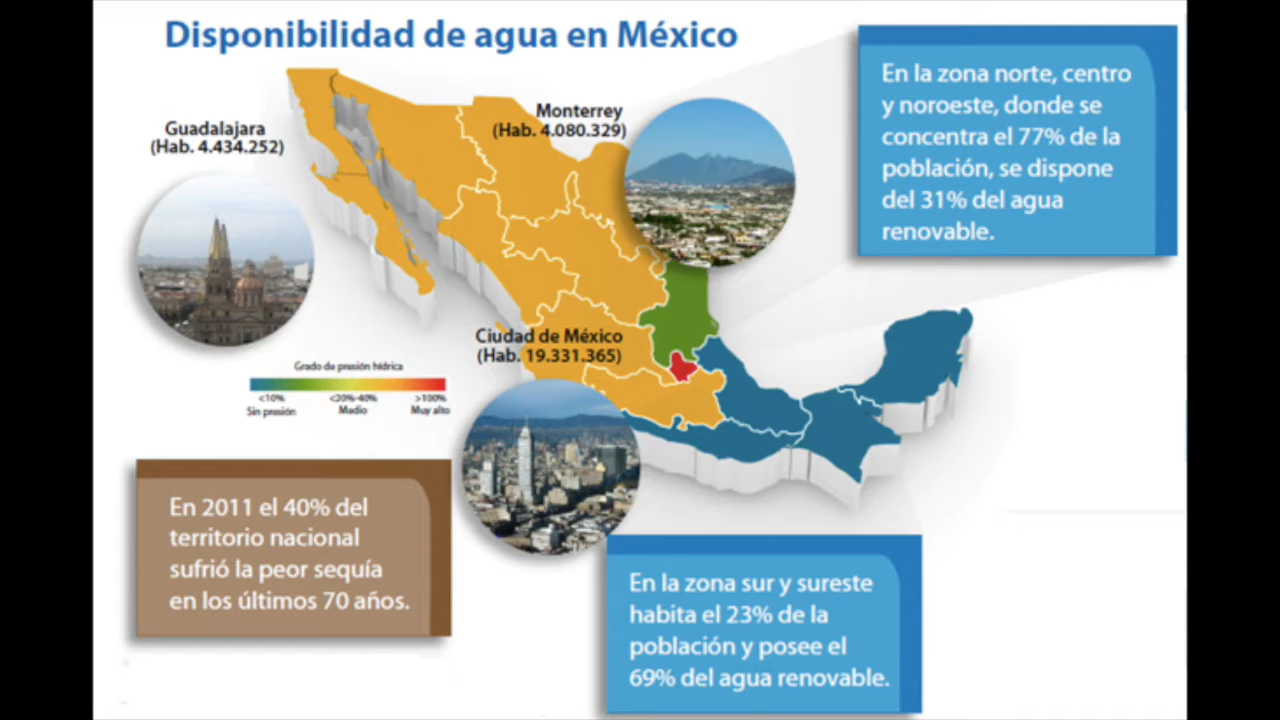 Disponibilidad de agua en México
Guadalajara
(Hab. 4.434.252)
Monterrey
(Hab. 4.080.329)
En la zona norte, centro
y noroeste, donde se
concentra el 77% de la
población, se dispone
del 31% del agua
renovable.
Ciudad de México
(Hab. 19.331.365)
Grado de presión hídrica
<10% <20%-40% >100%
Sin presión Medio Muy alto
En 2011 el 40% del
territorio nacional
sufrió la peor sequía
en los últimos 70 años.
En la zona sur y sureste
habita el 23% de la
población y posee el
69% del agua renovable.